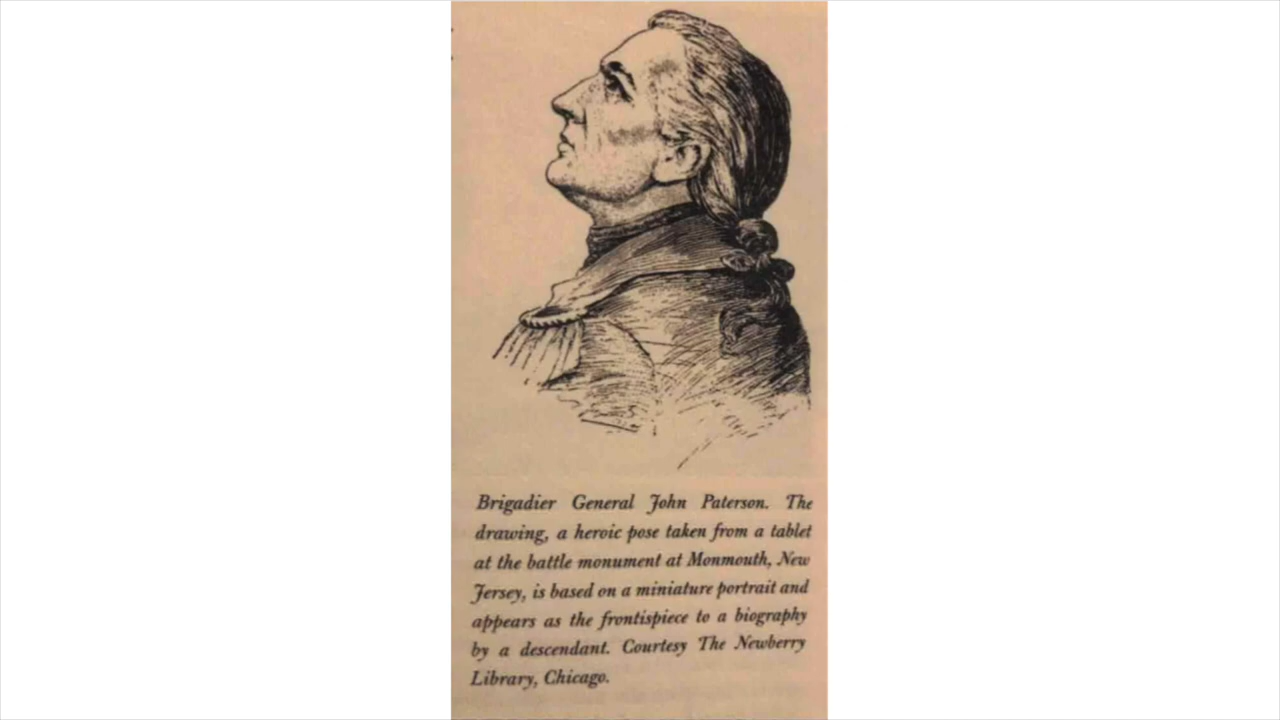 Brigadier General John Paterson. The
drawing, a heroic pose taken from a tablet
at the battle monument at Monmouth, New
Jersey, is based on a miniature portrait and
appears as the frontispiece to a biography
by a descendant. Courtesy The Newberry
Library, Chicago.